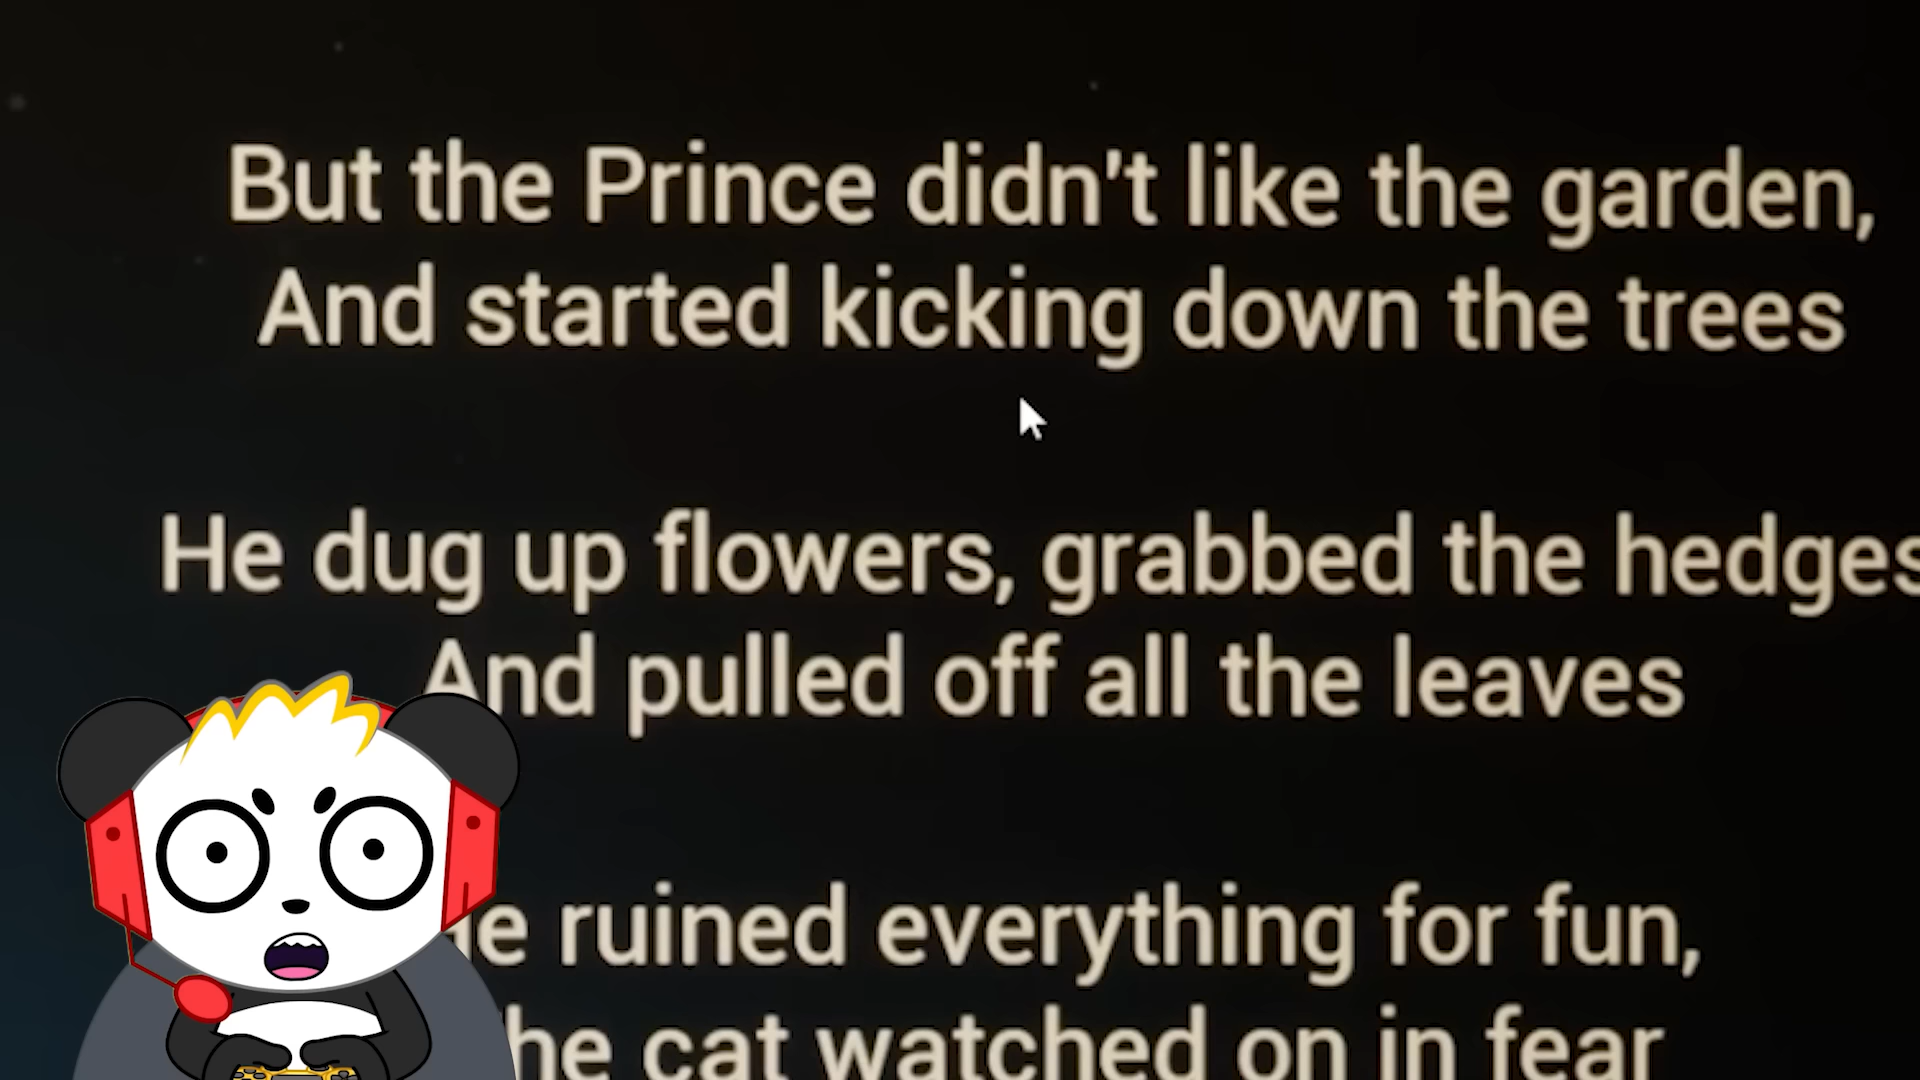 But the Prince didn't like the garden,
And started kicking down the trees
He dug up flowers, grabbed the hedges
And pulled off all the leaves
ruined everything for fun,
cat watched on in fear